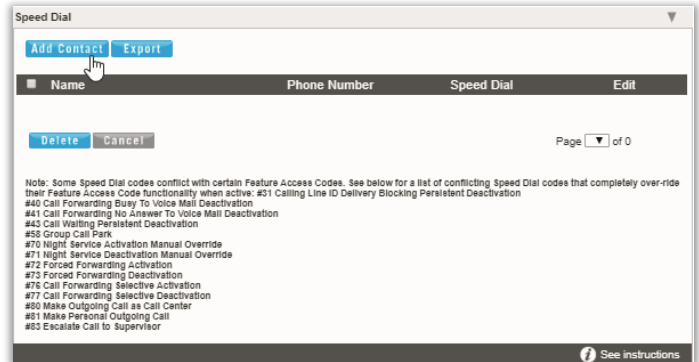 Speed Dial
Add Contact Export
Name Phone Number Speed Dial Edit
Delete Cancel Page of 0
Note: Some Speed Dial codes conflict with certain Feature Access Codes. See below for a list of conflicting Speed Dial codes that completely over-ride
their Feature Access Code functionality when active: #31 Calling Line ID Delivery Blocking Persistent Deactivation
#40 Call Forwarding Busy To Voice Mail Deactivation
#41 Call Forwarding No Answer To Voice Mail Deactivation
#43 Call Waiting Persistent Deactivation
#58 Group Call Park
#70 Night Service Activation Manual Override
#71 Night Service Deactivation Manual Override
#72 Forced Forwarding Activation
#73 Forced Forwarding Deactivation
#76 Call Forwarding Selective Activation
#77 Call Forwarding Selective Deactivation
#80 Make Outgoing Call as Call Center
#81 Make Personal Outgoing Call
#83 Escalate Call to Supervisor
i See instructions